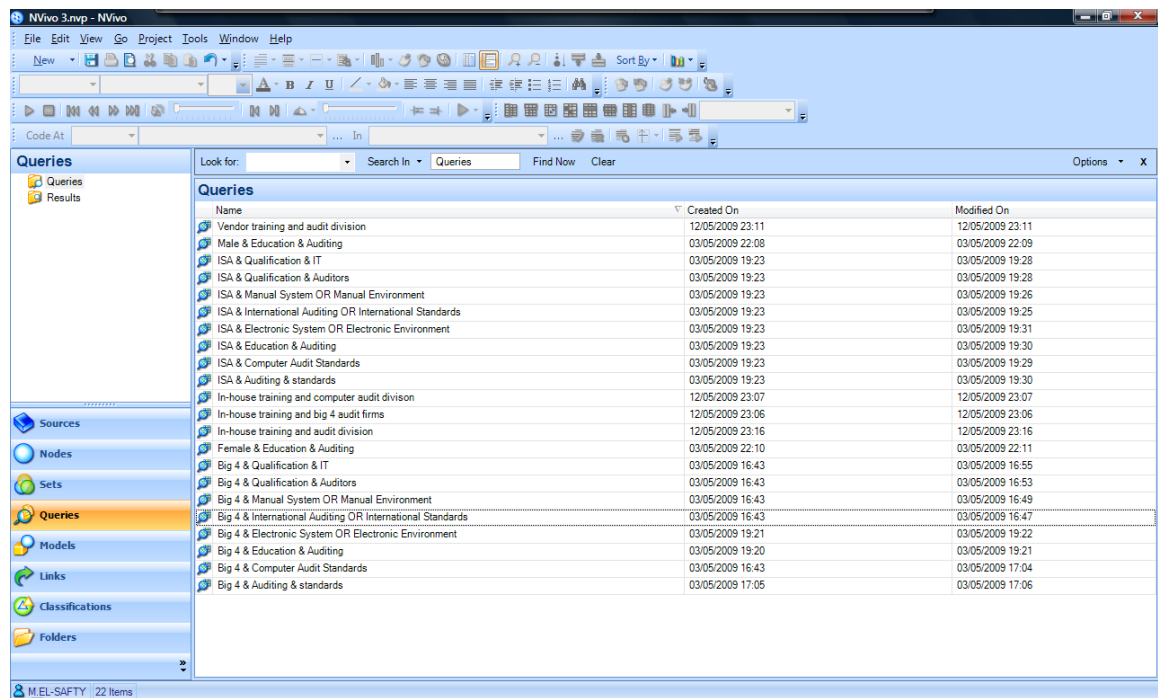 NVivo 3.nvp - NVivo
File Edit View Go Project Tools Window Help
New Sort By
A B I U
Code At ... In ...
Queries
Queries
Results
Look for: Search In Queries Find Now Clear Options x
Queries
Name Created On Modified On
Vendor training and audit division 12/05/2009 23:11 12/05/2009 23:11
Male & Education & Auditing 03/05/2009 22:08 03/05/2009 22:09
ISA & Qualification & IT 03/05/2009 19:23 03/05/2009 19:28
ISA & Qualification & Auditors 03/05/2009 19:23 03/05/2009 19:28
ISA & Manual System OR Manual Environment 03/05/2009 19:23 03/05/2009 19:26
ISA & International Auditing OR International Standards 03/05/2009 19:23 03/05/2009 19:25
ISA & Electronic System OR Electronic Environment 03/05/2009 19:23 03/05/2009 19:31
ISA & Education & Auditing 03/05/2009 19:23 03/05/2009 19:30
ISA & Computer Audit Standards 03/05/2009 19:23 03/05/2009 19:29
ISA & Auditing & standards 03/05/2009 19:23 03/05/2009 19:30
In-house training and computer audit divison 12/05/2009 23:07 12/05/2009 23:07
In-house training and big 4 audit firms 12/05/2009 23:06 12/05/2009 23:06
In-house training and audit division 12/05/2009 23:16 12/05/2009 23:16
Female & Education & Auditing 03/05/2009 22:10 03/05/2009 22:11
Big 4 & Qualification & IT 03/05/2009 16:43 03/05/2009 16:55
Big 4 & Qualification & Auditors 03/05/2009 16:43 03/05/2009 16:53
Big 4 & Manual System OR Manual Environment 03/05/2009 16:43 03/05/2009 16:49
Big 4 & International Auditing OR International Standards 03/05/2009 16:43 03/05/2009 16:47
Big 4 & Electronic System OR Electronic Environment 03/05/2009 19:21 03/05/2009 19:22
Big 4 & Education & Auditing 03/05/2009 19:20 03/05/2009 19:21
Big 4 & Computer Audit Standards 03/05/2009 16:43 03/05/2009 17:04
Big 4 & Auditing & standards 03/05/2009 17:05 03/05/2009 17:06
Sources
Nodes
Sets
Queries
Models
Links
Classifications
Folders
M.EL-SAFTY 22 Items